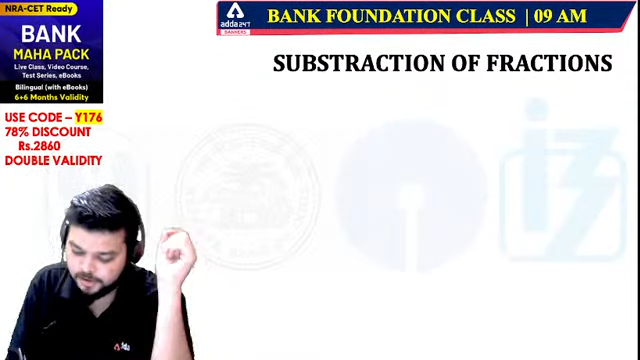 NRA-CET Ready
BANK
MAHA PACK
Live Class, Video Course,
Test Series, eBooks
Bilingual (with eBooks)
6+6 Months Validity
USE CODE – Y176
78% DISCOUNT
Rs.2860
DOUBLE VALIDITY
adda247
BANKERS
BANK FOUNDATION CLASS | 09 AM
SUBSTRACTION OF FRACTIONS